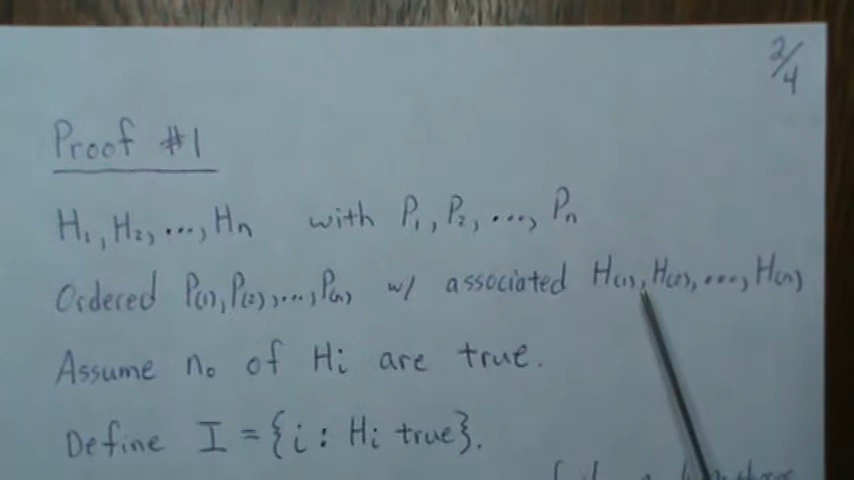 2/4
Proof #1
H₁, H₂, ..., Hn with P₁, P₂, ..., Pn
Ordered P(1), P(2), ..., P(n) w/ associated H(1), H(2), ..., H(n)
Assume n₀ of Hi are true.
Define I = {i : Hi true}.